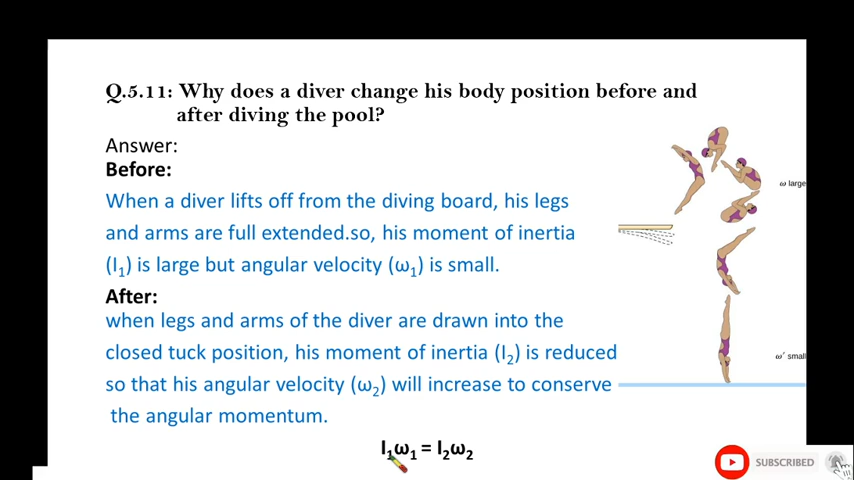 Q.5.11: Why does a diver change his body position before and
after diving the pool?
Answer:
Before:
When a diver lifts off from the diving board, his legs
and arms are full extended.so, his moment of inertia
(I₁) is large but angular velocity (ω₁) is small.
After:
when legs and arms of the diver are drawn into the
closed tuck position, his moment of inertia (I₂) is reduced
so that his angular velocity (ω₂) will increase to conserve
the angular momentum.
I₁ω₁ = I₂ω₂
ω large
ω′ small
SUBSCRIBED